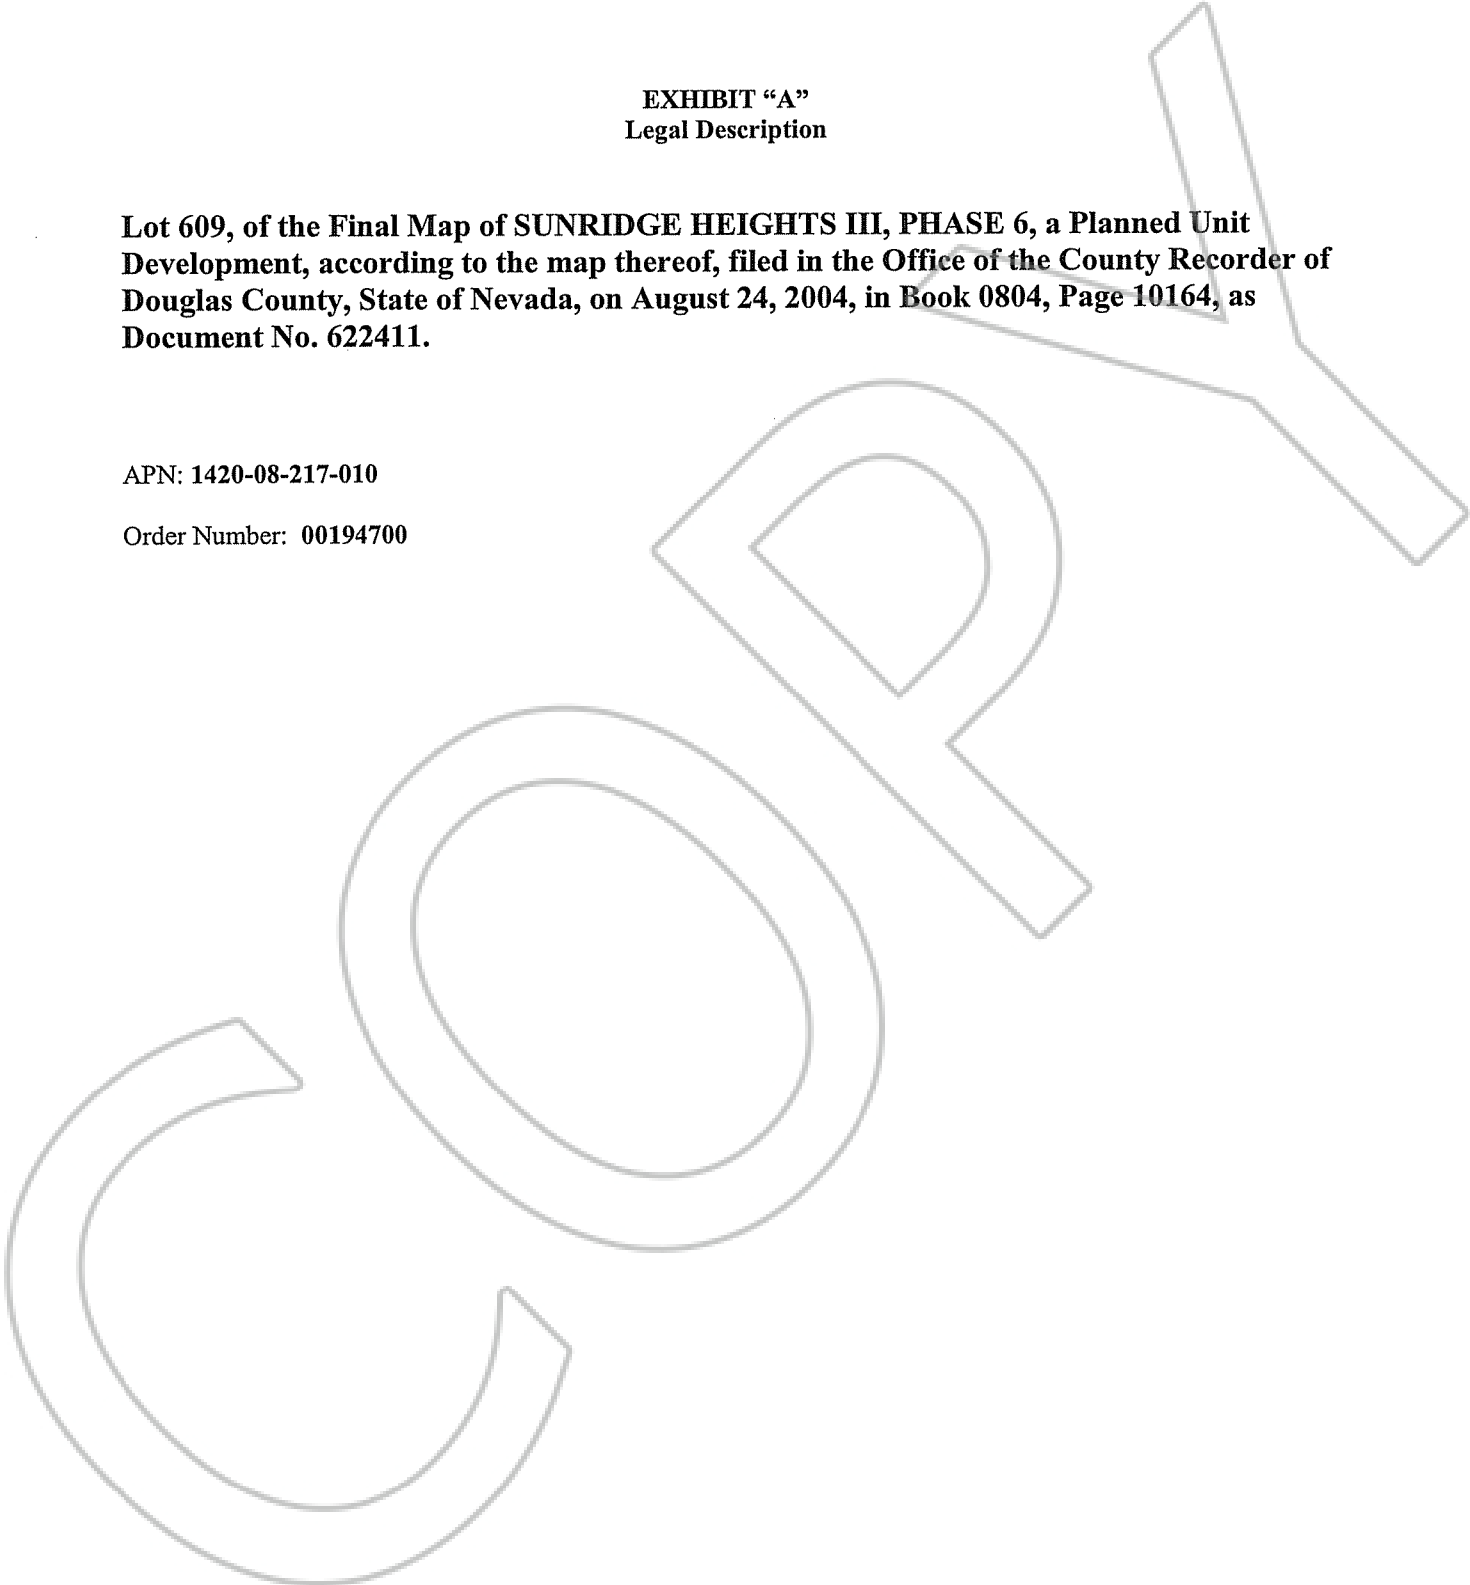 EXHIBIT “A”
Legal Description
Lot 609, of the Final Map of SUNRIDGE HEIGHTS III, PHASE 6, a Planned Unit
Development, according to the map thereof, filed in the Office of the County Recorder of
Douglas County, State of Nevada, on August 24, 2004, in Book 0804, Page 10164, as
Document No. 622411.
APN: 1420-08-217-010
Order Number: 00194700
COPY